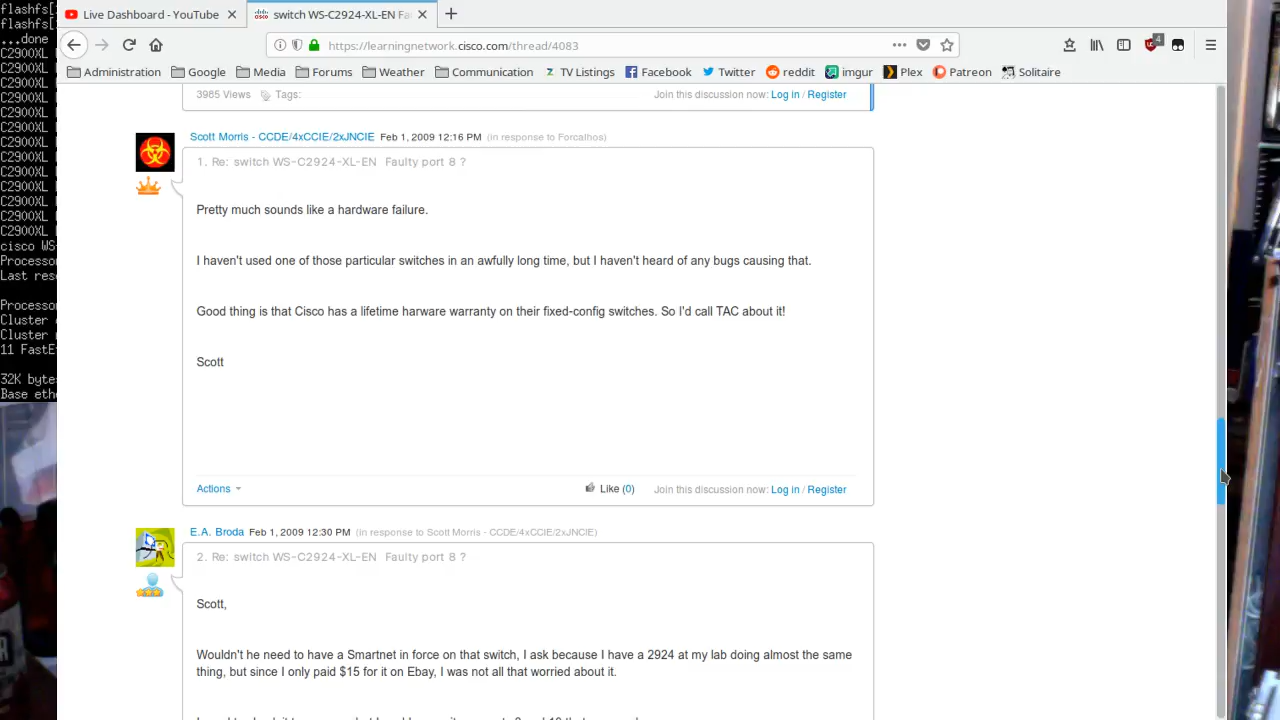 flashfs[
flashfs[
...done
C2900XL
C2900XL
C2900XL
C2900XL
C2900XL
C2900XL
C2900XL
C2900XL
C2900XL
C2900XL
C2900XL
C2900XL
C2900XL
cisco WS
Processo
Last res
Processo
Cluster
Cluster
11 FastE
32K byte
Base eth
Live Dashboard - YouTube
switch WS-C2924-XL-EN Fau
https://learningnetwork.cisco.com/thread/4083
4
Administration
Google
Media
Forums
Weather
Communication
TV Listings
Facebook
Twitter
reddit
imgur
Plex
Patreon
Solitaire
3985 Views Tags: Join this discussion now: Log in / Register
Scott Morris - CCDE/4xCCIE/2xJNCIE Feb 1, 2009 12:16 PM (in response to Forcalhos)
1. Re: switch WS-C2924-XL-EN Faulty port 8 ?
Pretty much sounds like a hardware failure.
I haven't used one of those particular switches in an awfully long time, but I haven't heard of any bugs causing that.
Good thing is that Cisco has a lifetime harware warranty on their fixed-config switches. So I'd call TAC about it!
Scott
Actions Like (0) Join this discussion now: Log in / Register
E.A. Broda Feb 1, 2009 12:30 PM (in response to Scott Morris - CCDE/4xCCIE/2xJNCIE)
2. Re: switch WS-C2924-XL-EN Faulty port 8 ?
Scott,
Wouldn't he need to have a Smartnet in force on that switch, I ask because I have a 2924 at my lab doing almost the same
thing, but since I only paid $15 for it on Ebay, I was not all that worried about it.